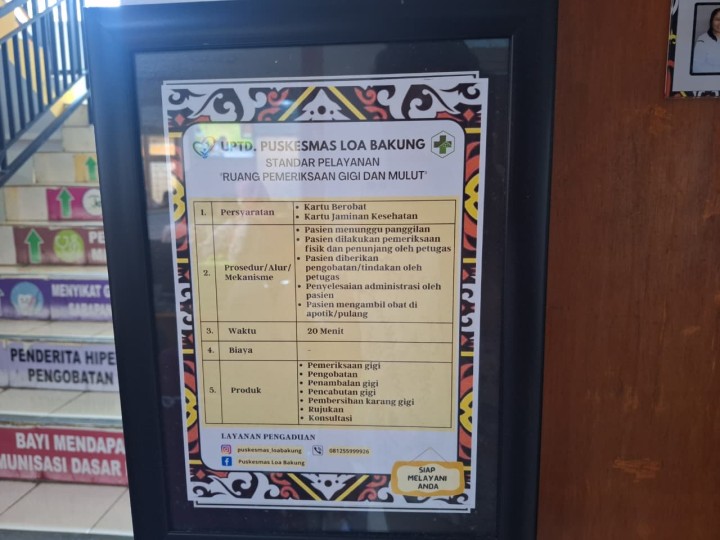 UPTD. PUSKESMAS LOA BAKUNG
STANDAR PELAYANAN
"RUANG PEMERIKSAAN GIGI DAN MULUT"
1. Persyaratan
• Kartu Berobat
• Kartu Jaminan Kesehatan
2. Prosedur/Alur/
Mekanisme
• Pasien menunggu panggilan
• Pasien dilakukan pemeriksaan
fisik dan penunjang oleh petugas
• Pasien diberikan
pengobatan/tindakan oleh
petugas
• Penyelesaian administrasi oleh
pasien
• Pasien mengambil obat di
apotik/pulang
3. Waktu 20 Menit
4. Biaya -
5. Produk
• Pemeriksaan gigi
• Pengobatan
• Penambalan gigi
• Pencabutan gigi
• Pembersihan karang gigi
• Rujukan
• Konsultasi
LAYANAN PENGADUAN
puskesmas_loabakung
Puskesmas Loa Bakung
SIAP
MELAYANI
ANDA
MENYIKAT G
PENDERITA HIPE
PENGOBATAN
BAYI MENDAPA
MUNISASI DASAR